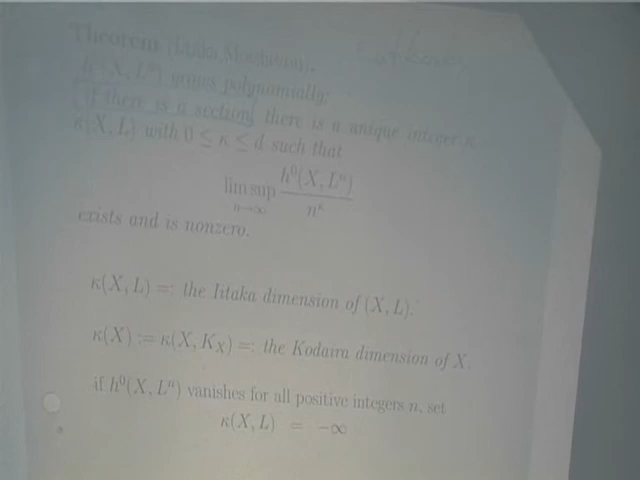 Theorem (Iitaka, Moishezon).
h⁰(X, Lⁿ) grows polynomially:
if there is a section, there is a unique integer κ
κ(X, L) with 0 ≤ κ ≤ d such that
lim sup n→∞ h⁰(X, Lⁿ) / n^κ
exists and is nonzero.
κ(X, L) =: the Iitaka dimension of (X, L).
κ(X) := κ(X, K_X) =: the Kodaira dimension of X.
if h⁰(X, Lⁿ) vanishes for all positive integers n, set
κ(X, L) = −∞